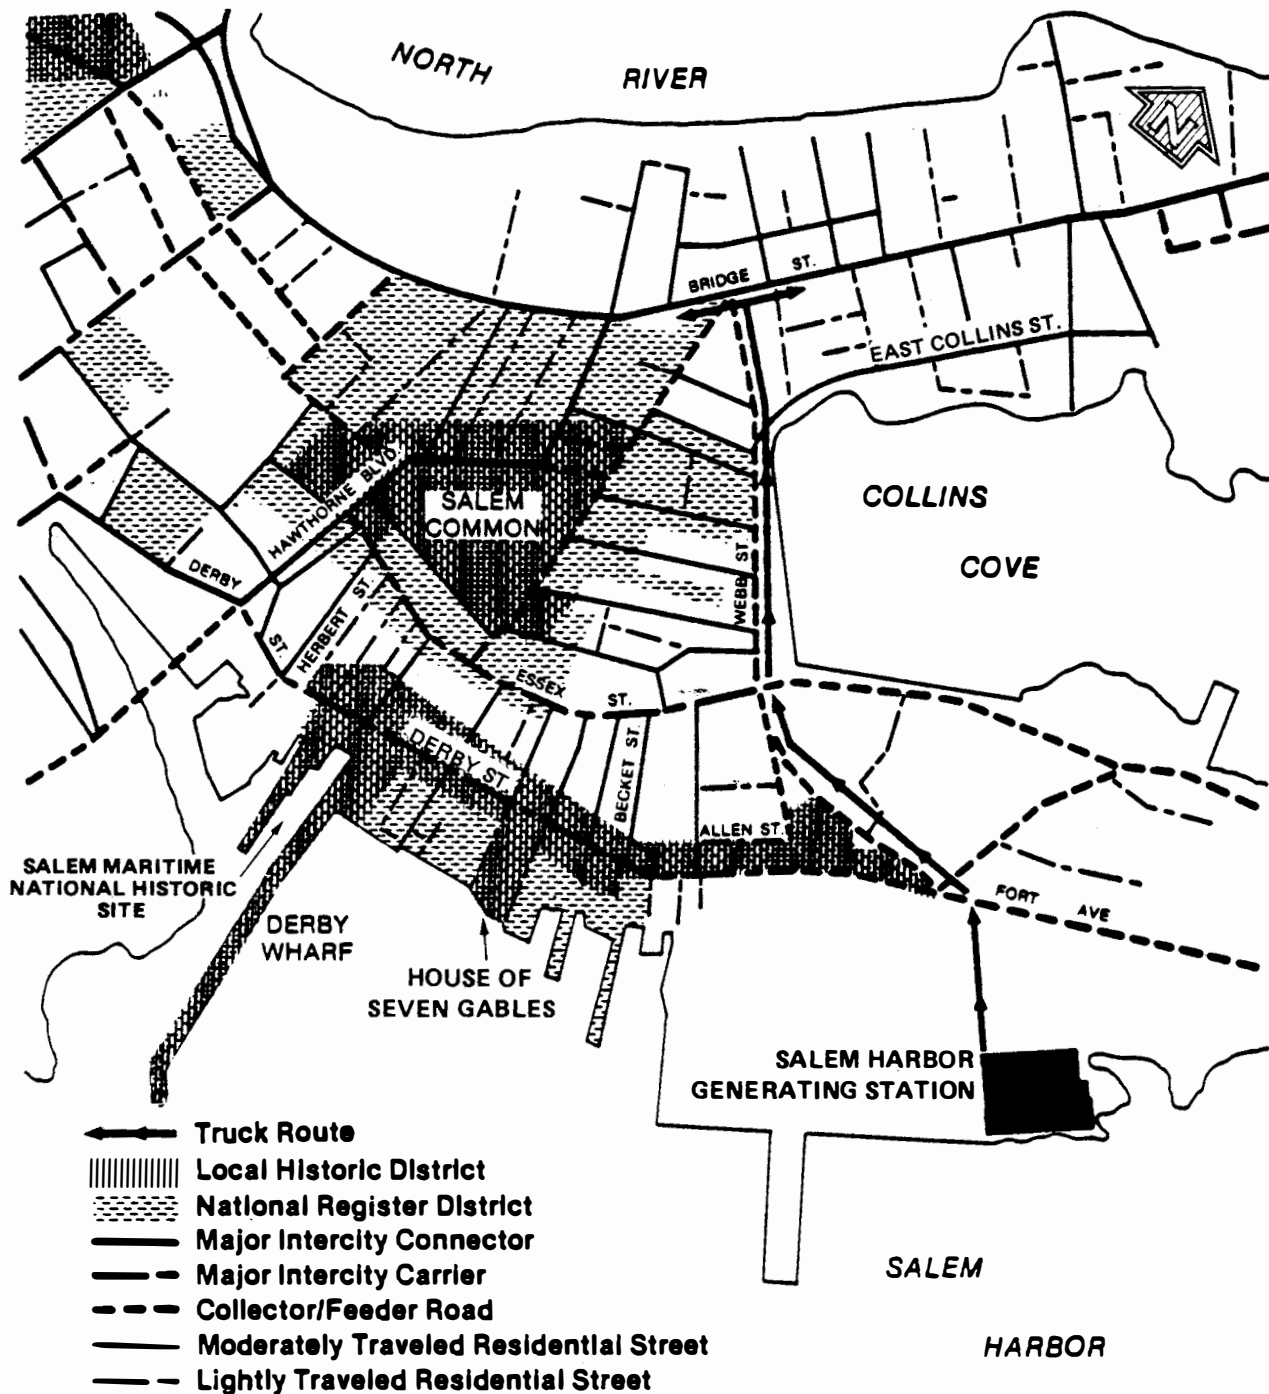 NORTH RIVER
N
BRIDGE ST.
EAST COLLINS ST.
HAWTHORNE BLVD.
SALEM
COMMON
COLLINS
COVE
DERBY ST.
HERBERT ST.
WEBB ST.
ESSEX ST.
DERBY ST.
BECKET ST.
ALLEN ST.
FORT AVE
SALEM MARITIME
NATIONAL HISTORIC
SITE
DERBY
WHARF
HOUSE OF
SEVEN GABLES
SALEM HARBOR
GENERATING STATION
SALEM
HARBOR
Truck Route
Local Historic District
National Register District
Major Intercity Connector
Major Intercity Carrier
Collector/Feeder Road
Moderately Traveled Residential Street
Lightly Traveled Residential Street